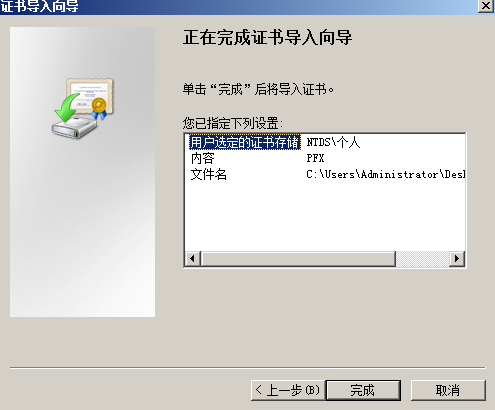 证书导入向导
正在完成证书导入向导
单击“完成”后将导入证书。
您已指定下列设置:
用户选定的证书存储 NTDS\个人
内容 PFX
文件名 C:\Users\Administrator\Desl
< 上一步(B) 完成 取消